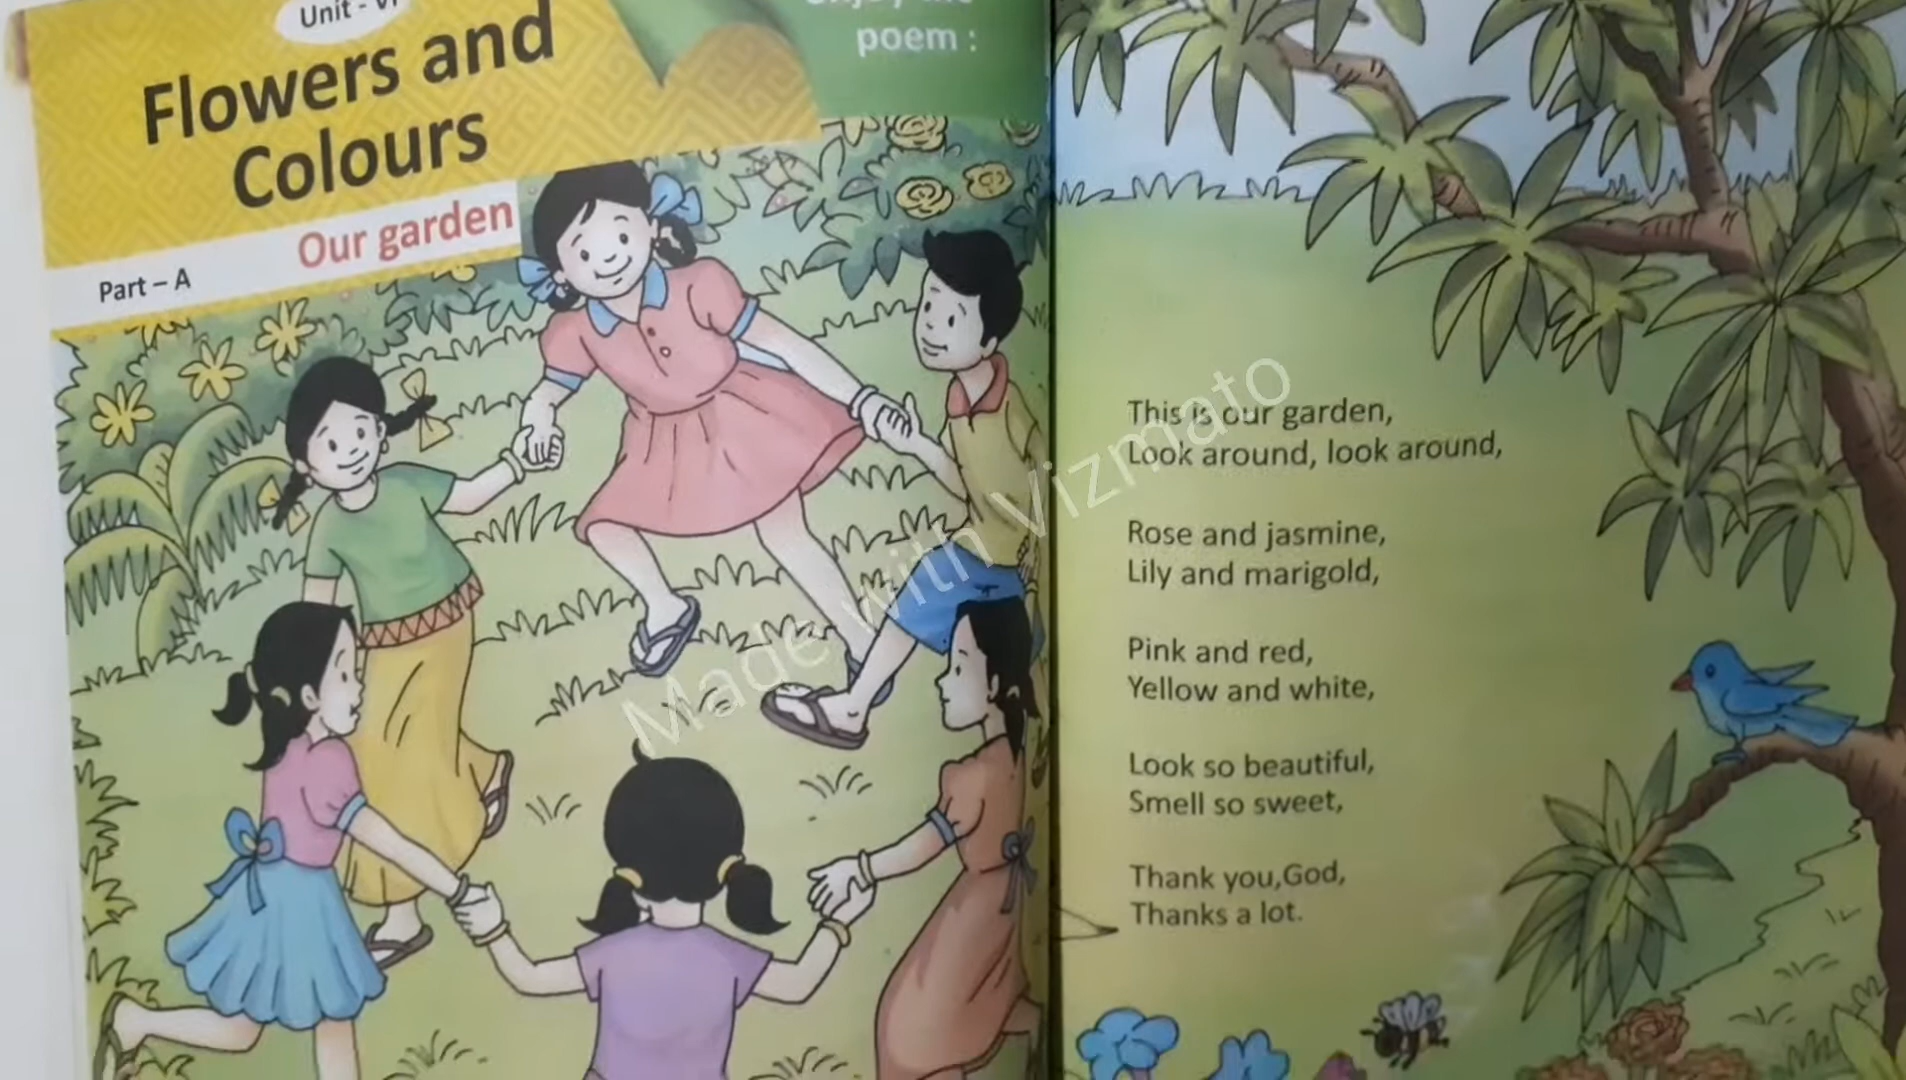 Unit - VI
Flowers and
Colours
Our garden
Part – A
poem :
This is our garden,
Look around, look around,
Rose and jasmine,
Lily and marigold,
Pink and red,
Yellow and white,
Look so beautiful,
Smell so sweet,
Thank you,God,
Thanks a lot.
Made with Vizmato